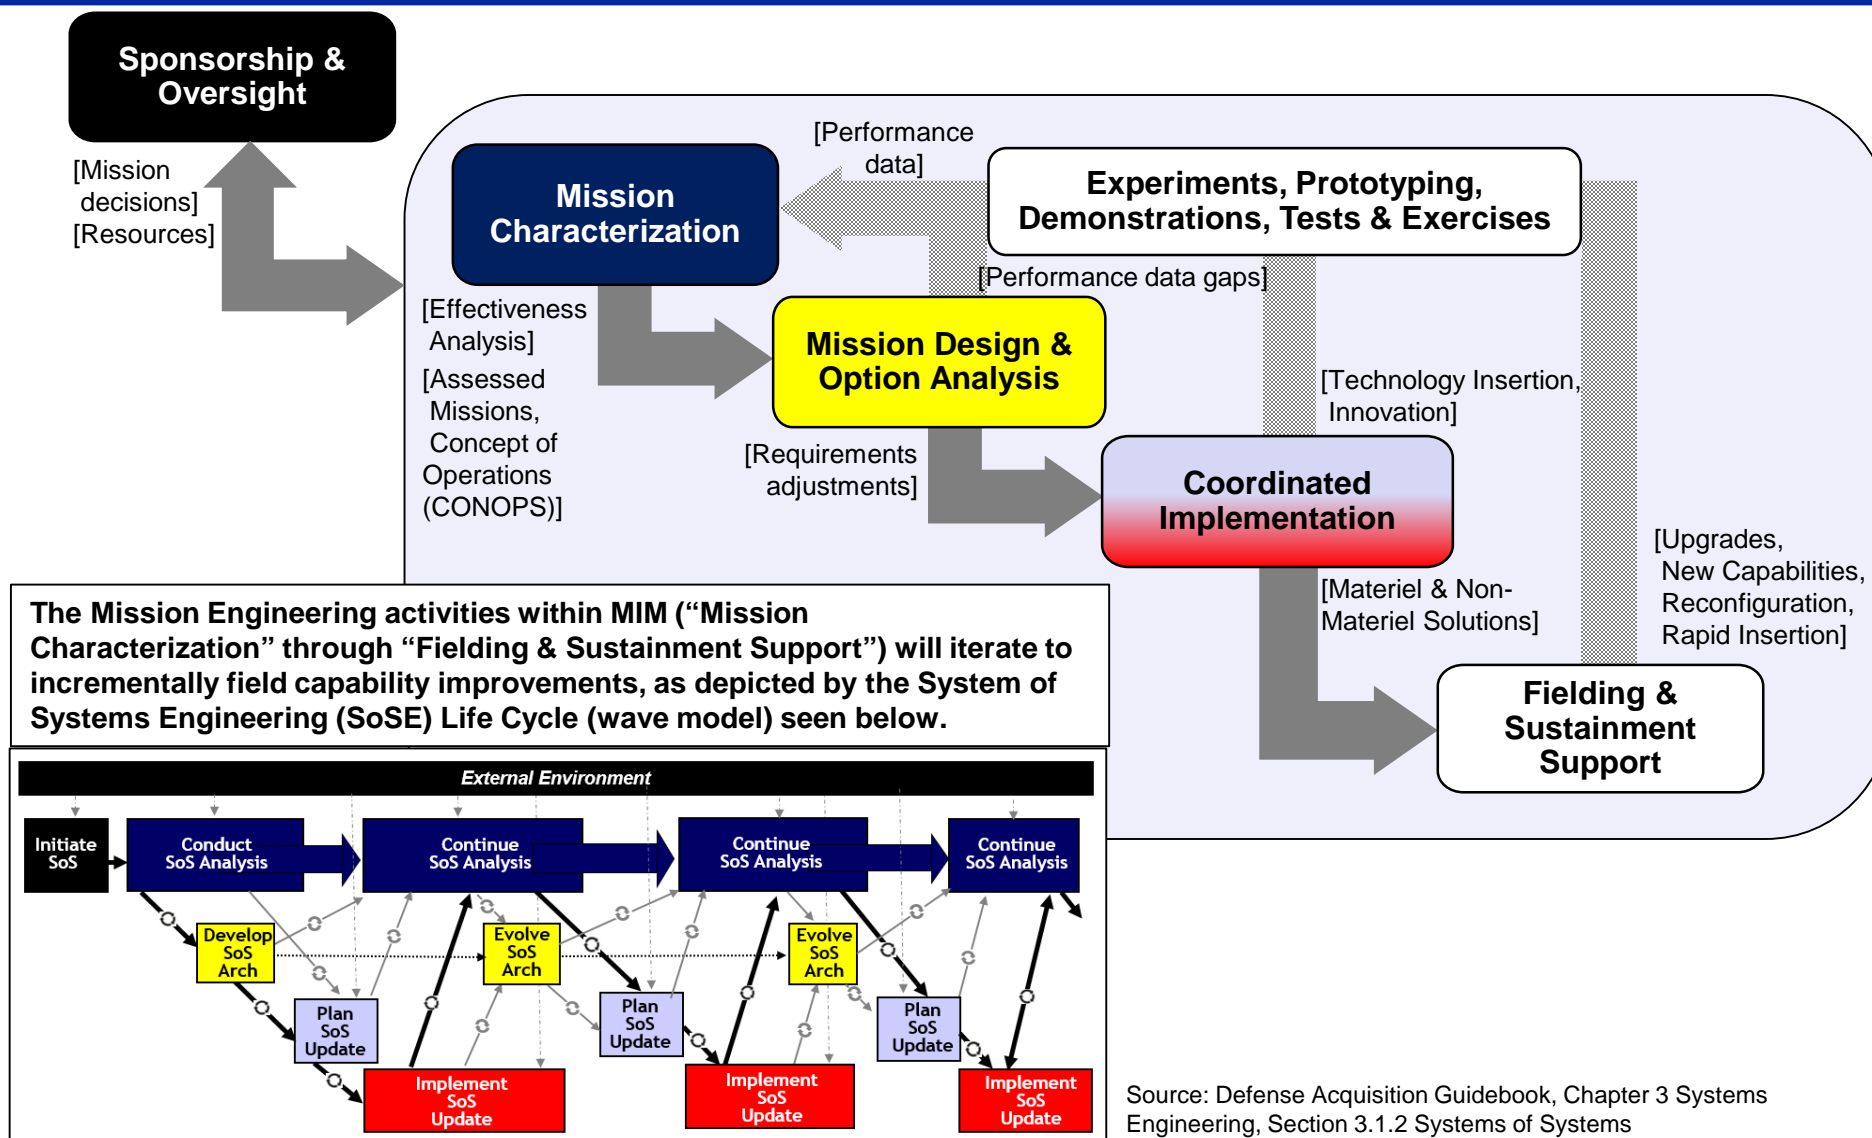 Sponsorship &
Oversight
[Mission
decisions]
[Resources]
Mission
Characterization
[Performance
data]
Experiments, Prototyping,
Demonstrations, Tests & Exercises
[Performance data gaps]
[Effectiveness
Analysis]
[Assessed
Missions,
Concept of
Operations
(CONOPS)]
Mission Design &
Option Analysis
[Technology Insertion,
Innovation]
[Requirements
adjustments]
Coordinated
Implementation
[Upgrades,
New Capabilities,
Reconfiguration,
Rapid Insertion]
[Materiel & Non-
Materiel Solutions]
Fielding &
Sustainment
Support
The Mission Engineering activities within MIM (“Mission
Characterization” through “Fielding & Sustainment Support”) will iterate to
incrementally field capability improvements, as depicted by the System of
Systems Engineering (SoSE) Life Cycle (wave model) seen below.
External Environment
Initiate
SoS
Conduct
SoS Analysis
Continue
SoS Analysis
Continue
SoS Analysis
Continue
SoS Analysis
Develop
SoS
Arch
Evolve
SoS
Arch
Evolve
SoS
Arch
Plan
SoS
Update
Plan
SoS
Update
Plan
SoS
Update
Implement
SoS
Update
Implement
SoS
Update
Implement
SoS
Update
Source: Defense Acquisition Guidebook, Chapter 3 Systems
Engineering, Section 3.1.2 Systems of Systems